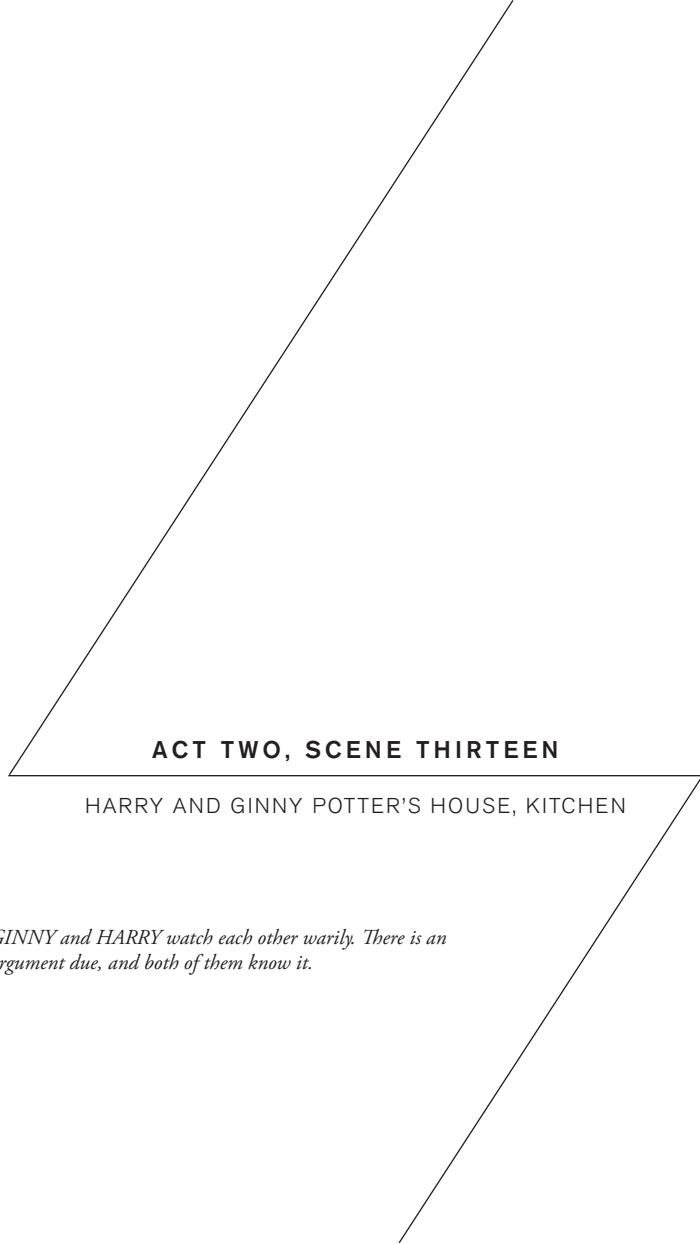 ACT TWO, SCENE THIRTEEN
HARRY AND GINNY POTTER’S HOUSE, KITCHEN
GINNY and HARRY watch each other warily. There is an
rgument due, and both of them know it.